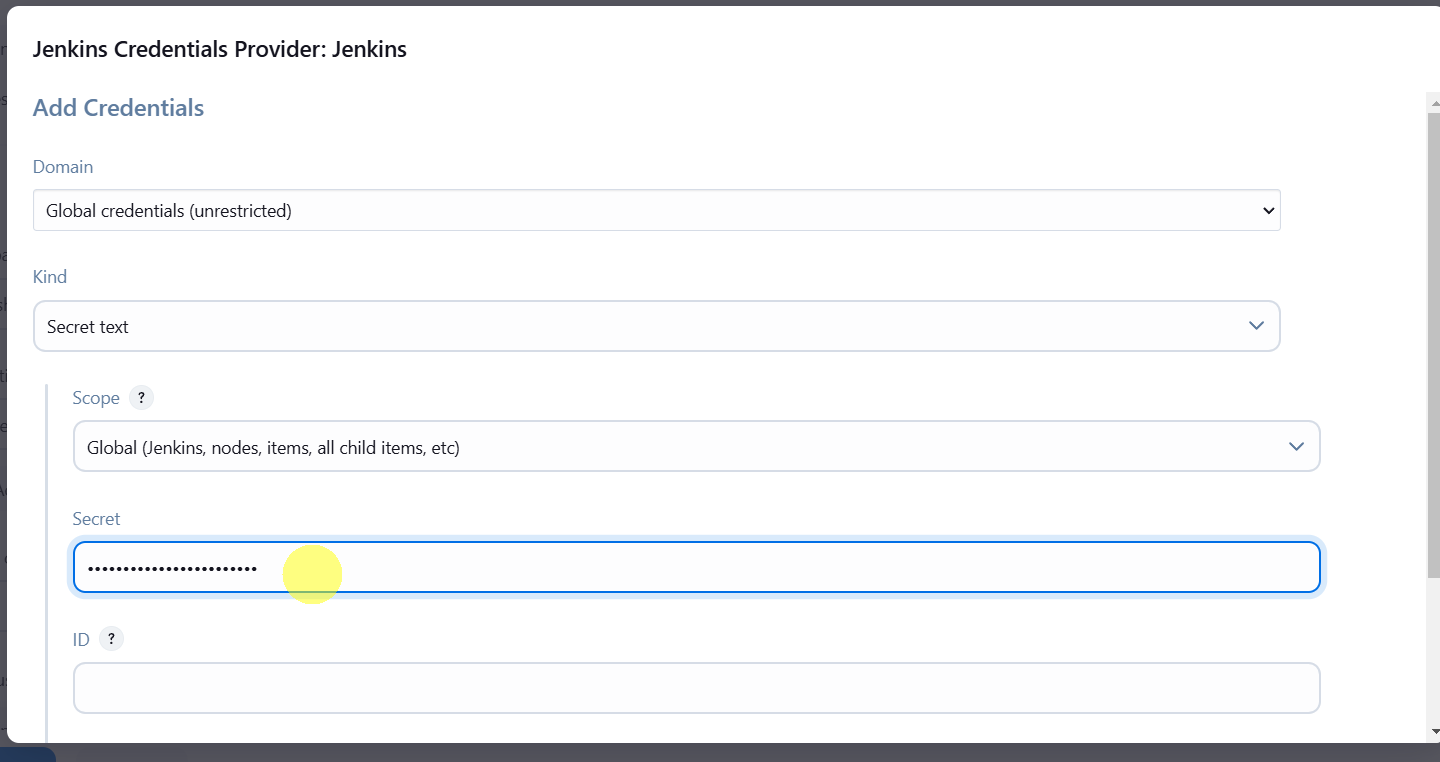 Jenkins Credentials Provider: Jenkins
Add Credentials
Domain
Global credentials (unrestricted)
Kind
Secret text
Scope ?
Global (Jenkins, nodes, items, all child items, etc)
Secret
••••••••••••••••••••••••
ID ?